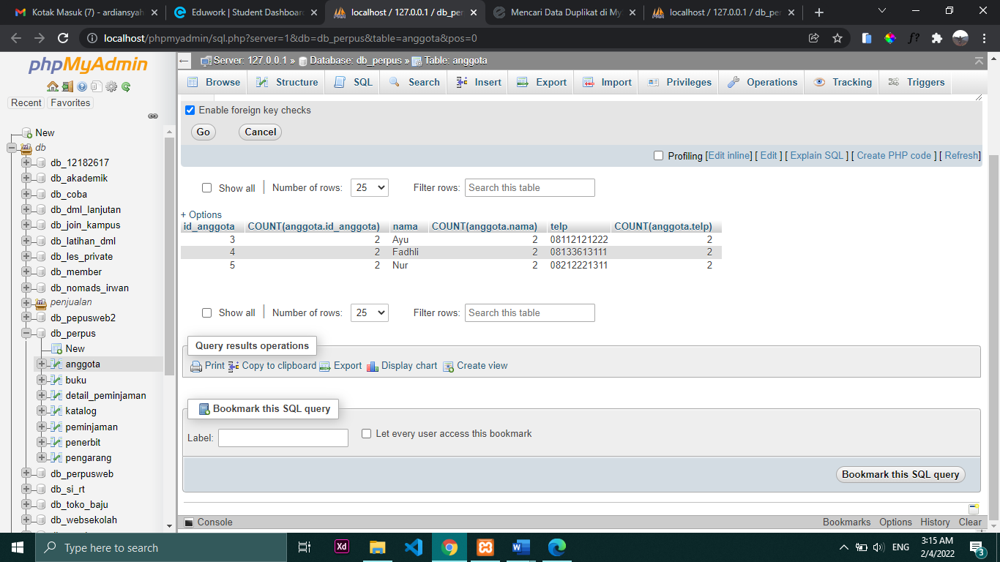 Kotak Masuk (7) - ardiansyah
Eduwork | Student Dashboard
localhost / 127.0.0.1 / db_per
Mencari Data Duplikat di My
localhost / 127.0.0.1 / db_pe
localhost/phpmyadmin/sql.php?server=1&db=db_perpus&table=anggota&pos=0
phpMyAdmin
Recent Favorites
New
db
db_12182617
db_akademik
db_coba
db_dml_lanjutan
db_join_kampus
db_latihan_dml
db_les_private
db_member
db_nomads_irwan
penjualan
db_pepusweb2
db_perpus
New
anggota
buku
detail_peminjaman
katalog
peminjaman
penerbit
pengarang
db_perpusweb
db_si_rt
db_toko_baju
db_websekolah
Server: 127.0.0.1 » Database: db_perpus » Table: anggota
Browse Structure SQL Search Insert Export Import Privileges Operations Tracking Triggers
Enable foreign key checks
Go Cancel
Profiling [Edit inline] [ Edit ] [ Explain SQL ] [ Create PHP code ] [ Refresh]
Show all | Number of rows: 25 Filter rows: Search this table
+ Options
id_anggota COUNT(anggota.id_anggota) nama COUNT(anggota.nama) telp COUNT(anggota.telp)
3 2 Ayu 2 08112121222 2
4 2 Fadhli 2 08133613111 2
5 2 Nur 2 08212221311 2
Show all | Number of rows: 25 Filter rows: Search this table
Query results operations
Print Copy to clipboard Export Display chart Create view
Bookmark this SQL query
Label: Let every user access this bookmark
Bookmark this SQL query
Console Bookmarks Options History Clear
Type here to search
Xd
ENG
3:15 AM
2/4/2022
3